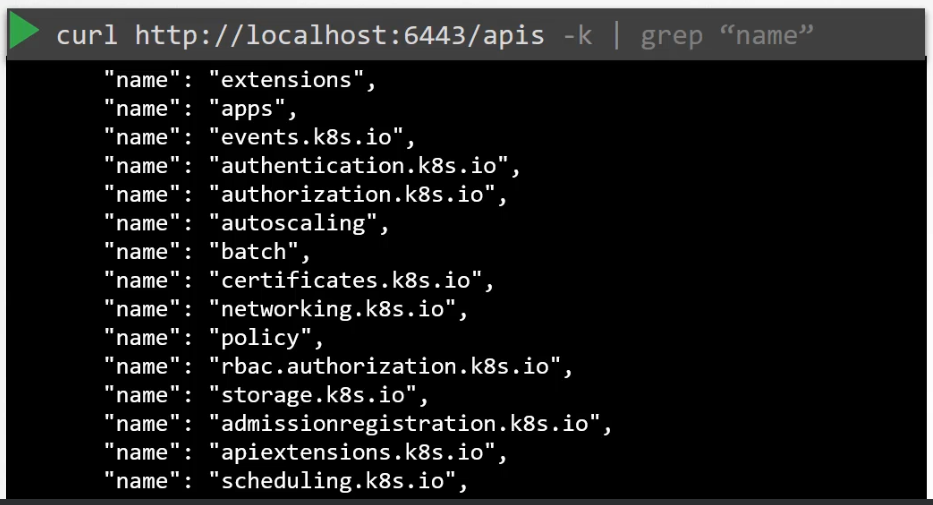 curl http://localhost:6443/apis -k | grep “name”
"name": "extensions",
"name": "apps",
"name": "events.k8s.io",
"name": "authentication.k8s.io",
"name": "authorization.k8s.io",
"name": "autoscaling",
"name": "batch",
"name": "certificates.k8s.io",
"name": "networking.k8s.io",
"name": "policy",
"name": "rbac.authorization.k8s.io",
"name": "storage.k8s.io",
"name": "admissionregistration.k8s.io",
"name": "apiextensions.k8s.io",
"name": "scheduling.k8s.io",